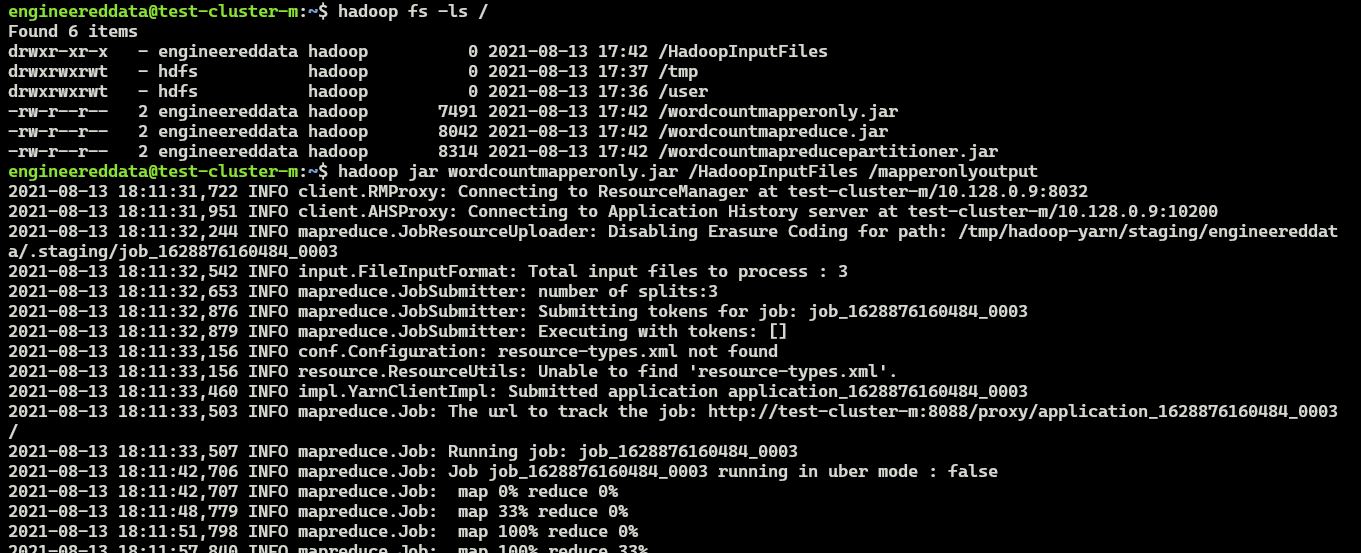 engineereddata@test-cluster-m:~$ hadoop fs -ls /
Found 6 items
drwxr-xr-x   - engineereddata hadoop          0 2021-08-13 17:42 /HadoopInputFiles
drwxrwxrwt   - hdfs           hadoop          0 2021-08-13 17:37 /tmp
drwxrwxrwt   - hdfs           hadoop          0 2021-08-13 17:36 /user
-rw-r--r--   2 engineereddata hadoop       7491 2021-08-13 17:42 /wordcountmapperonly.jar
-rw-r--r--   2 engineereddata hadoop       8042 2021-08-13 17:42 /wordcountmapreduce.jar
-rw-r--r--   2 engineereddata hadoop       8314 2021-08-13 17:42 /wordcountmapreducepartitioner.jar
engineereddata@test-cluster-m:~$ hadoop jar wordcountmapperonly.jar /HadoopInputFiles /mapperonlyoutput
2021-08-13 18:11:31,722 INFO client.RMProxy: Connecting to ResourceManager at test-cluster-m/10.128.0.9:8032
2021-08-13 18:11:31,951 INFO client.AHSProxy: Connecting to Application History server at test-cluster-m/10.128.0.9:10200
2021-08-13 18:11:32,244 INFO mapreduce.JobResourceUploader: Disabling Erasure Coding for path: /tmp/hadoop-yarn/staging/engineereddat
a/.staging/job_1628876160484_0003
2021-08-13 18:11:32,542 INFO input.FileInputFormat: Total input files to process : 3
2021-08-13 18:11:32,653 INFO mapreduce.JobSubmitter: number of splits:3
2021-08-13 18:11:32,876 INFO mapreduce.JobSubmitter: Submitting tokens for job: job_1628876160484_0003
2021-08-13 18:11:32,879 INFO mapreduce.JobSubmitter: Executing with tokens: []
2021-08-13 18:11:33,156 INFO conf.Configuration: resource-types.xml not found
2021-08-13 18:11:33,156 INFO resource.ResourceUtils: Unable to find 'resource-types.xml'.
2021-08-13 18:11:33,460 INFO impl.YarnClientImpl: Submitted application application_1628876160484_0003
2021-08-13 18:11:33,503 INFO mapreduce.Job: The url to track the job: http://test-cluster-m:8088/proxy/application_1628876160484_0003
/
2021-08-13 18:11:33,507 INFO mapreduce.Job: Running job: job_1628876160484_0003
2021-08-13 18:11:42,706 INFO mapreduce.Job: Job job_1628876160484_0003 running in uber mode : false
2021-08-13 18:11:42,707 INFO mapreduce.Job:  map 0% reduce 0%
2021-08-13 18:11:48,779 INFO mapreduce.Job:  map 33% reduce 0%
2021-08-13 18:11:51,798 INFO mapreduce.Job:  map 100% reduce 0%
2021-08-13 18:11:57,840 INFO mapreduce.Job:  map 100% reduce 33%